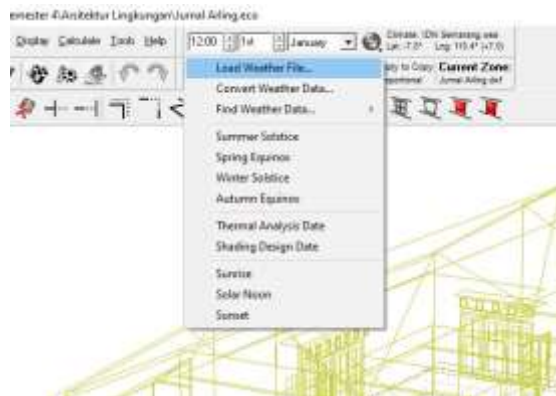 emester 4\Arsitektur Lingkungan\Jurnal Arling.eco
Display Calculate Tools Help
12:00 1st January
Climate: IDN Semarang.wea
Lat: -7.0° Lng: 110.4° (+7.0)
Current Zone:
Jurnal Arling dxf
Load Weather File...
Convert Weather Data...
Find Weather Data...
Summer Solstice
Spring Equinox
Winter Solstice
Autumn Equinox
Thermal Analysis Date
Shading Design Date
Sunrise
Solar Noon
Sunset